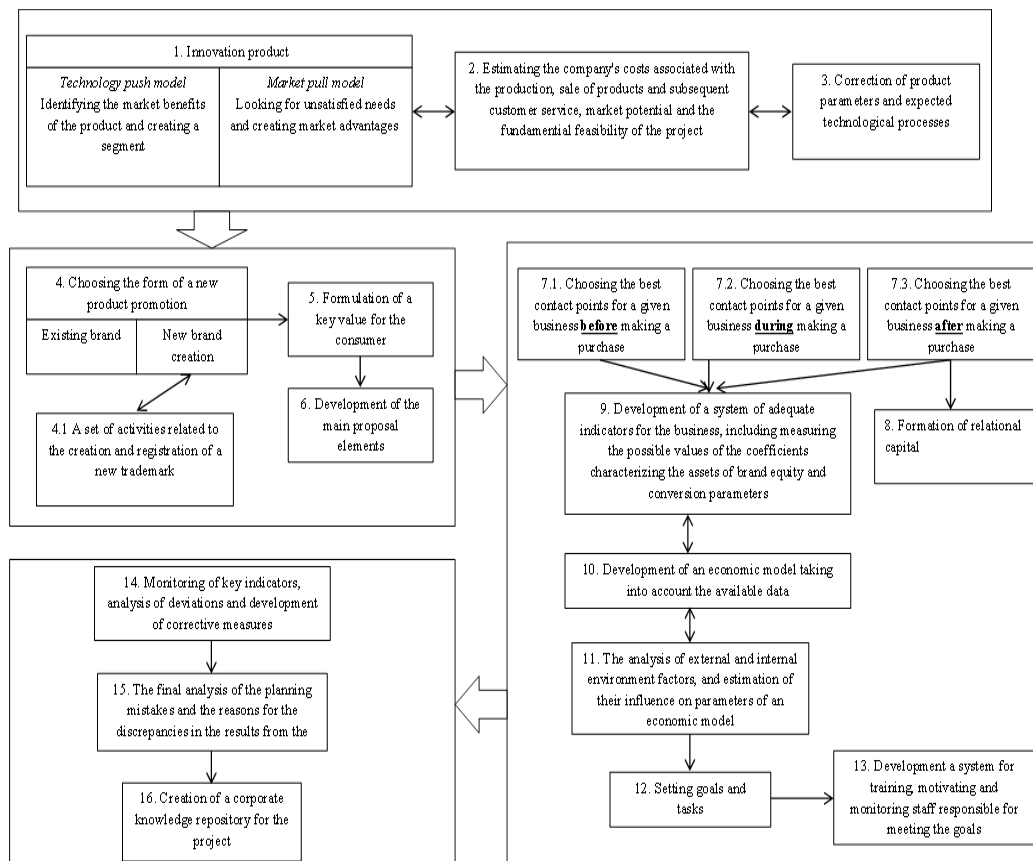 1. Innovation product
Technology push model
Identifying the market benefits
of the product and creating a
segment
Market pull model
Looking for unsatisfied needs
and creating market advantages
2. Estimating the company's costs associated with
the production, sale of products and subsequent
customer service, market potential and the
fundamential feasibility of the project
3. Correction of product
parameters and expected
technological processes
4. Choosing the form of a new
product promotion
Existing brand
New brand
creation
4.1 A set of activities related to
the creation and registration of a
new trademark
5. Formulation of a
key value for the
consumer
6. Development of the
main proposal
elements
7.1. Choosing the best
contact points for a given
business before making a
purchase
7.2. Choosing the best
contact points for a given
business during making a
purchase
7.3. Choosing the best
contact points for a given
business after making a
purchase
9. Development of a system of adequate
indicators for the business, including measuring
the possible values of the coefficients
characterizing the assets of brand equity and
conversion parameters
8. Formation of relational
capital
10. Development of an economic model taking
into account the available data
11. The analysis of external and internal
environment factors, and estimation of
their influence on parameters of an
economic model
12. Setting goals and
tasks
13. Development a system for
training, motivating and
monitoring staff responsible for
meeting the goals
14. Monitoring of key indicators,
analysis of deviations and development
of corrective measures
15. The final analysis of the planning
mistakes and the reasons for the
discrepancies in the results from the
16. Creation of a corporate
knowledge repository for the
project